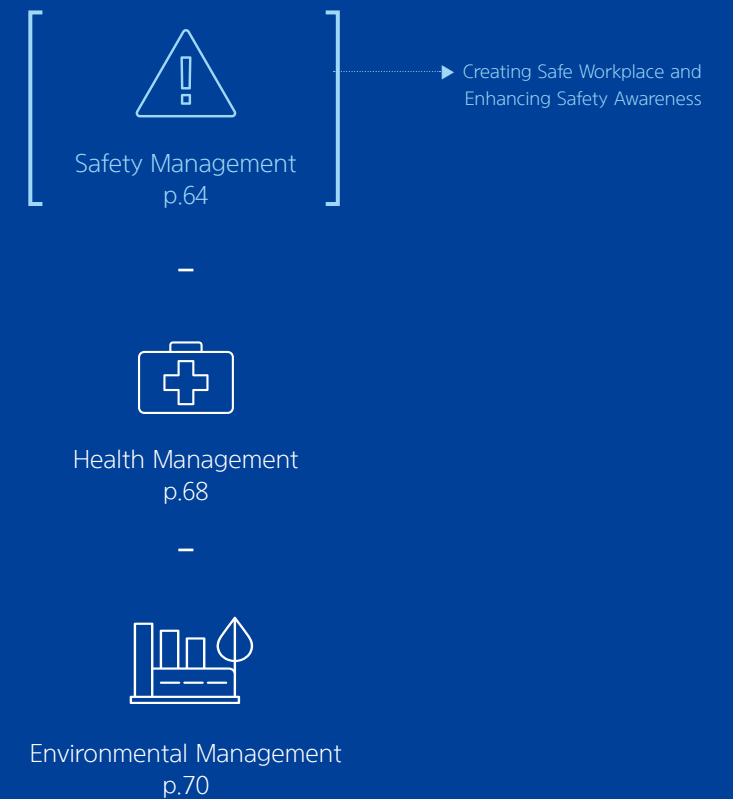 Creating Safe Workplace and
Enhancing Safety Awareness
Safety Management
p.64
Health Management
p.68
Environmental Management
p.70